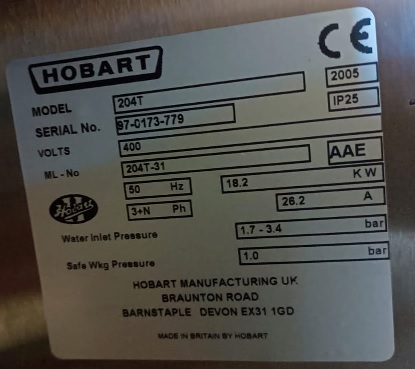 HOBART
CE
MODEL 204T 2005
SERIAL No. 97-0173-779 IP25
VOLTS 400
ML - No 204T-31 AAE
50 Hz 18.2 KW
Hobart 3+N Ph 26.2 A
Water Inlet Pressure 1.7 - 3.4 bar
Safe Wkg Pressure 1.0 bar
HOBART MANUFACTURING UK
BRAUNTON ROAD
BARNSTAPLE DEVON EX31 1GD
MADE IN BRITAIN BY HOBART